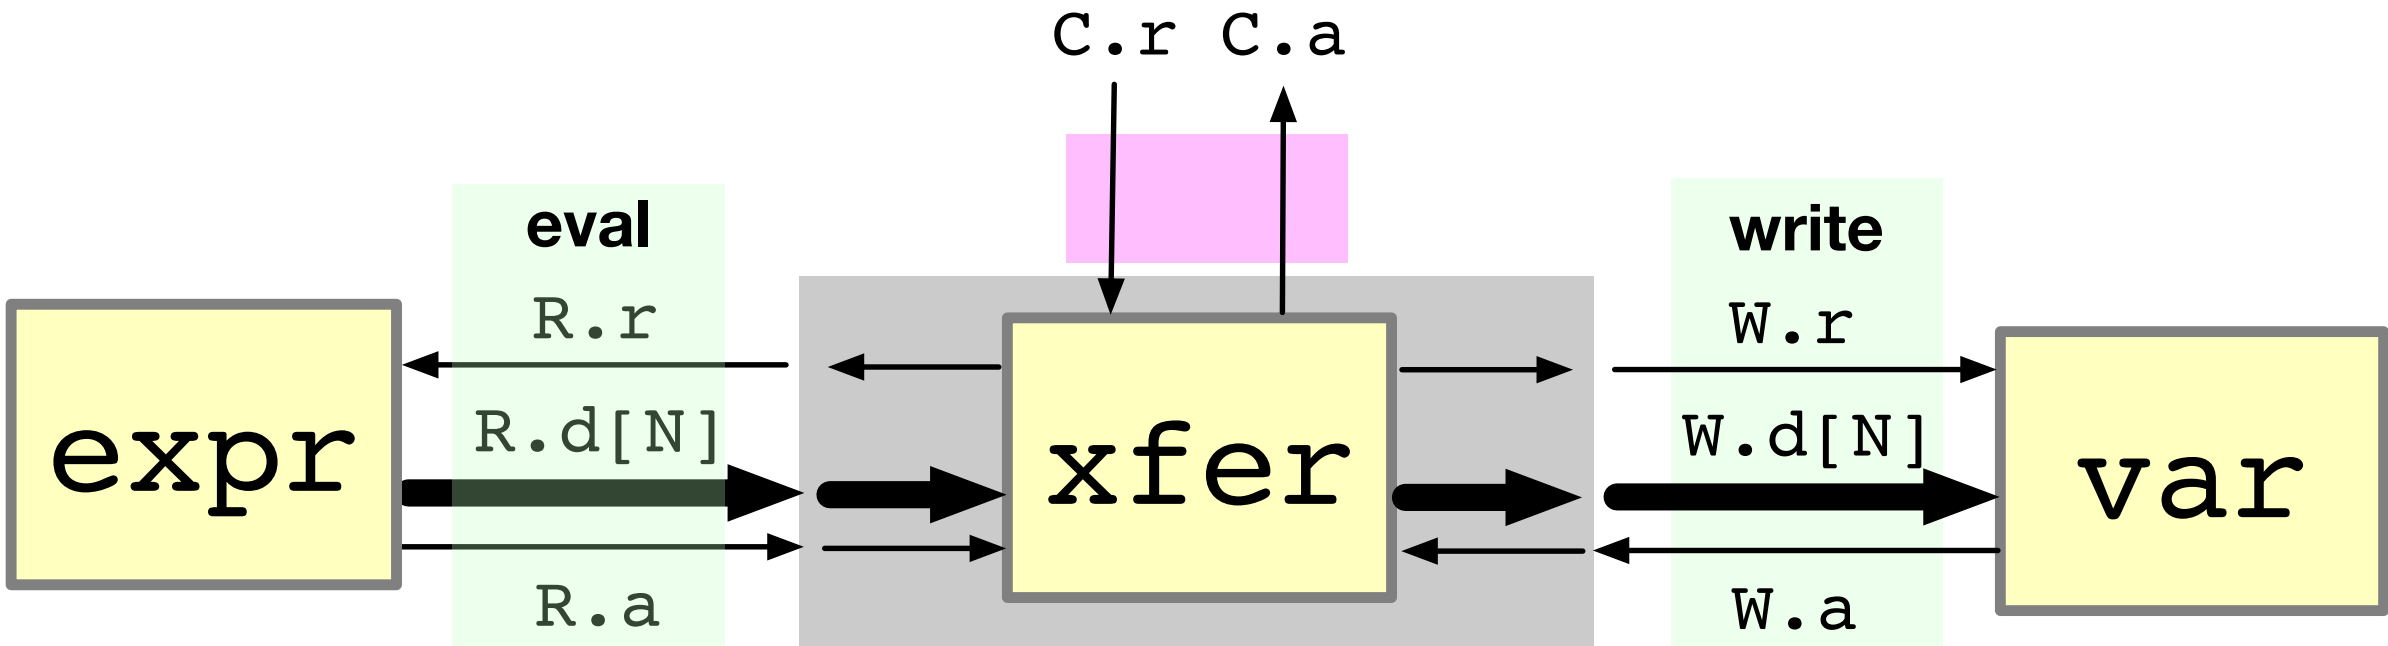 C.r C.a
eval
write
R.r
W.r
R.d[N]
W.d[N]
expr
xfer
var
R.a
W.a